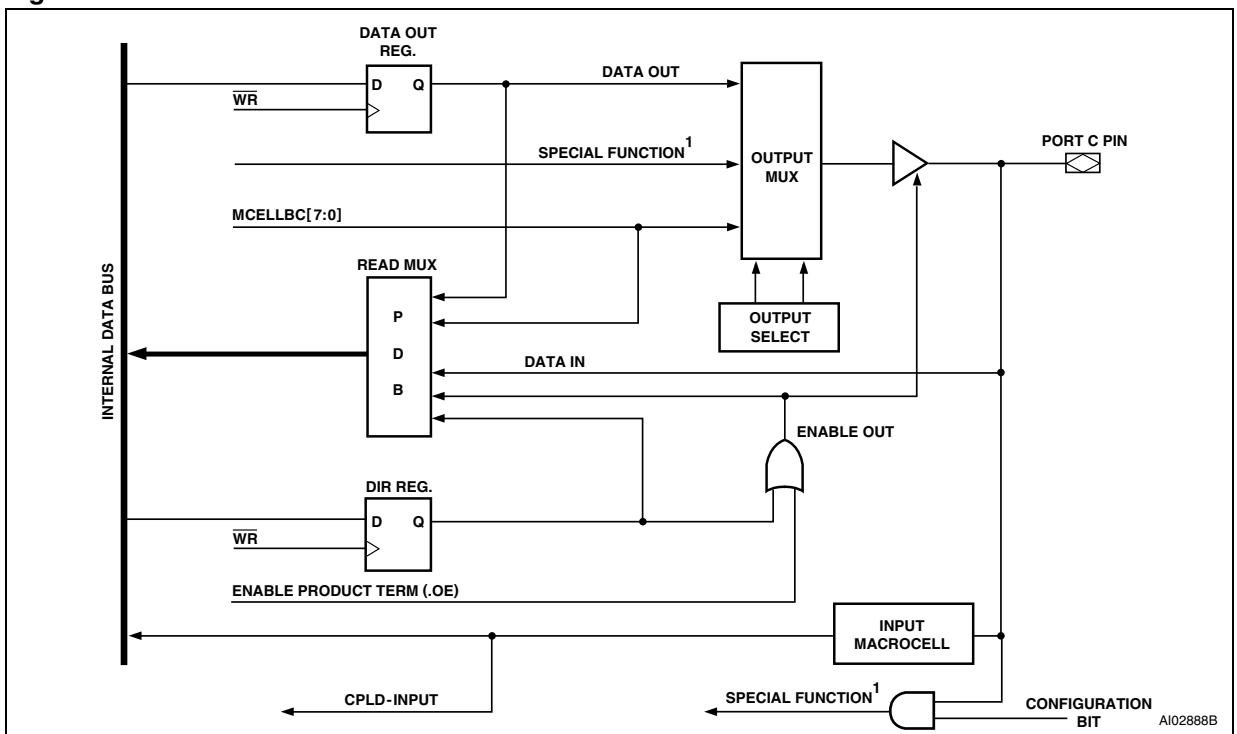 DATA OUT
REG.
D Q
WR
DATA OUT
SPECIAL FUNCTION1
OUTPUT
MUX
PORT C PIN
MCELLBC[7:0]
READ MUX
P
D
B
OUTPUT
SELECT
INTERNAL DATA BUS
DATA IN
ENABLE OUT
DIR REG.
D Q
WR
ENABLE PRODUCT TERM (.OE)
INPUT
MACROCELL
CPLD-INPUT
SPECIAL FUNCTION1
CONFIGURATION
BIT
AI02888B